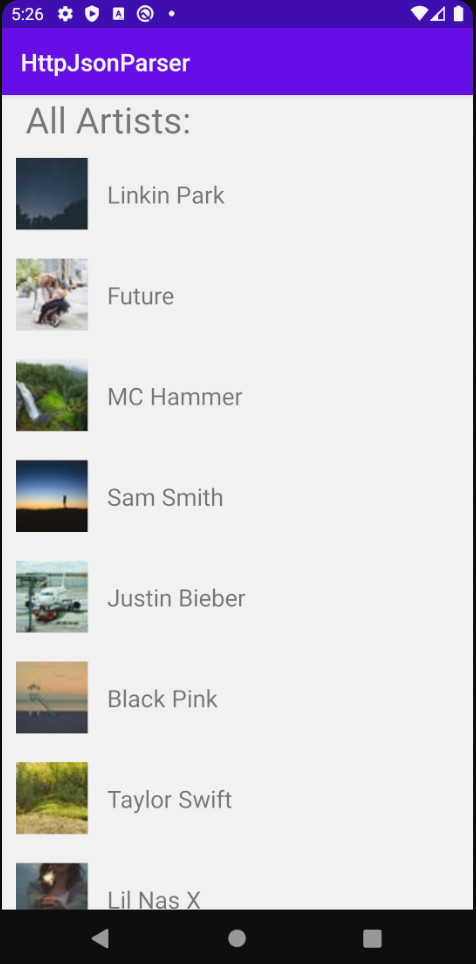 5:26
HttpJsonParser
All Artists:
Linkin Park
Future
MC Hammer
Sam Smith
Justin Bieber
Black Pink
Taylor Swift
Lil Nas X